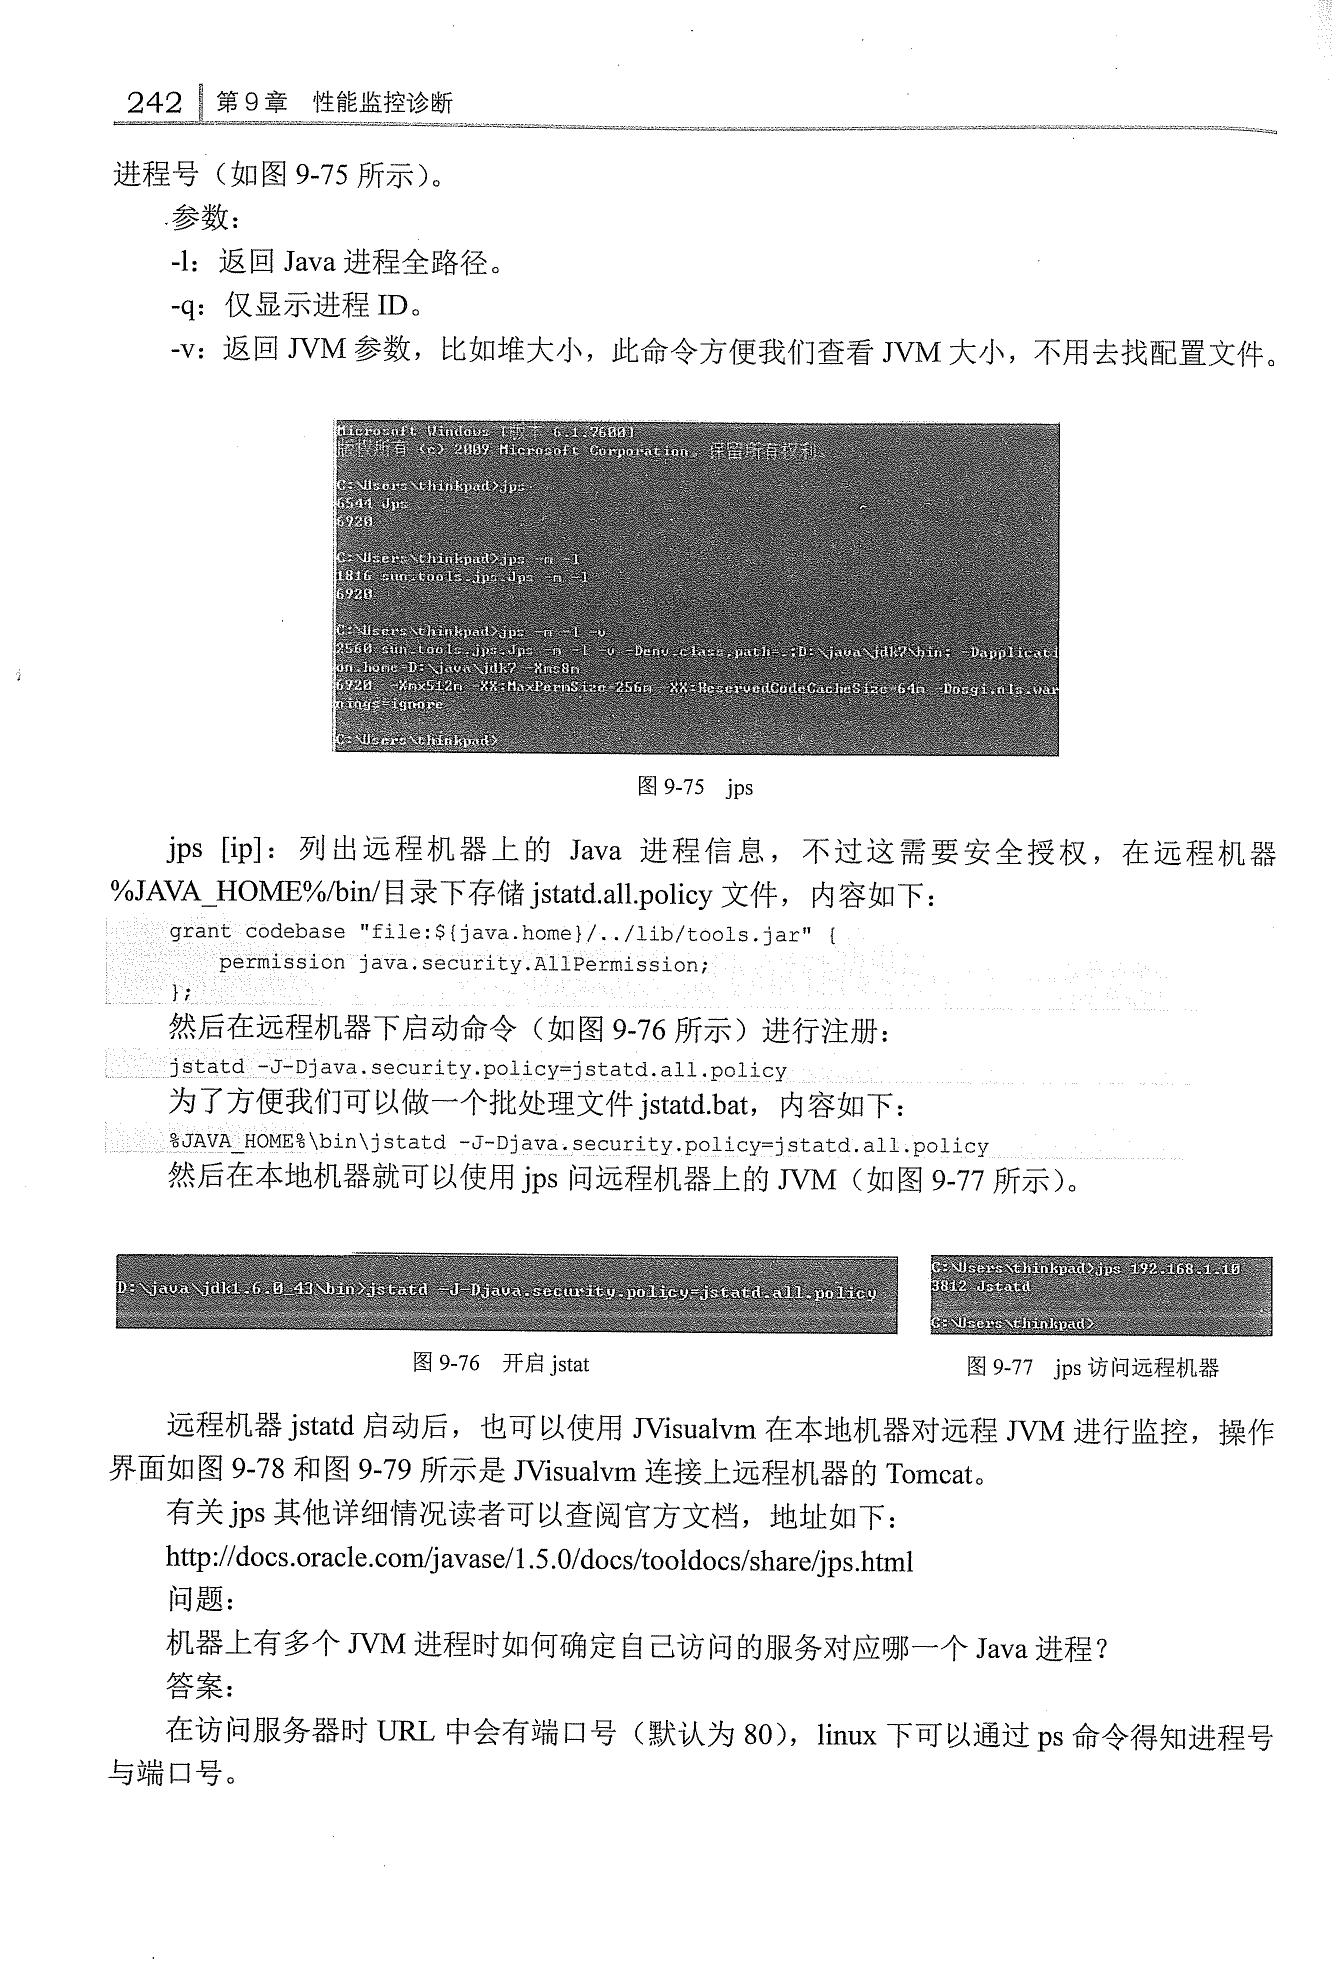 242 第9章 性能监控诊断
进程号（如图 9-75 所示）。
参数：
-l：返回 Java 进程全路径。
-q：仅显示进程 ID。
-v：返回 JVM 参数，比如堆大小，此命令方便我们查看 JVM 大小，不用去找配置文件。
Microsoft Windows [版本 6.1.7600]
版权所有 (c) 2009 Microsoft Corporation。保留所有权利。
C:\Users\thinkpad>jps
6544 Jps
6920
C:\Users\thinkpad>jps -m -l
1816 sun.tools.jps.Jps -m -l
6920
C:\Users\thinkpad>jps -m -l -v
2560 sun.tools.jps.Jps -m -l -v -Denv.class.path=.;D:\java\jdk7\bin; -Dapplicati
on.home=D:\java\jdk7 -Xms8m
6920 -Xmx512m -XX:MaxPermSize=256m -XX:ReservedCodeCacheSize=64m -Dosgi.nls.war
nings=ignore
C:\Users\thinkpad>
图 9-75 jps
jps [ip]：列出远程机器上的 Java 进程信息，不过这需要安全授权，在远程机器
%JAVA_HOME%/bin/目录下存储 jstatd.all.policy 文件，内容如下：
grant codebase "file:${java.home}/../lib/tools.jar" {
permission java.security.AllPermission;
};
然后在远程机器下启动命令（如图 9-76 所示）进行注册：
jstatd -J-Djava.security.policy=jstatd.all.policy
为了方便我们可以做一个批处理文件 jstatd.bat，内容如下：
%JAVA_HOME%\bin\jstatd -J-Djava.security.policy=jstatd.all.policy
然后在本地机器就可以使用 jps 问远程机器上的 JVM（如图 9-77 所示）。
D:\java\jdk1.6.0_43\bin>jstatd -J-Djava.security.policy=jstatd.all.policy
C:\Users\thinkpad>jps 192.168.1.10
3812 Jstatd
C:\Users\thinkpad>
图 9-76 开启 jstat
图 9-77 jps 访问远程机器
远程机器 jstatd 启动后，也可以使用 JVisualvm 在本地机器对远程 JVM 进行监控，操作
界面如图 9-78 和图 9-79 所示是 JVisualvm 连接上远程机器的 Tomcat。
有关 jps 其他详细情况读者可以查阅官方文档，地址如下：
http://docs.oracle.com/javase/1.5.0/docs/tooldocs/share/jps.html
问题：
机器上有多个 JVM 进程时如何确定自己访问的服务对应哪一个 Java 进程？
答案：
在访问服务器时 URL 中会有端口号（默认为 80），linux 下可以通过 ps 命令得知进程号
与端口号。